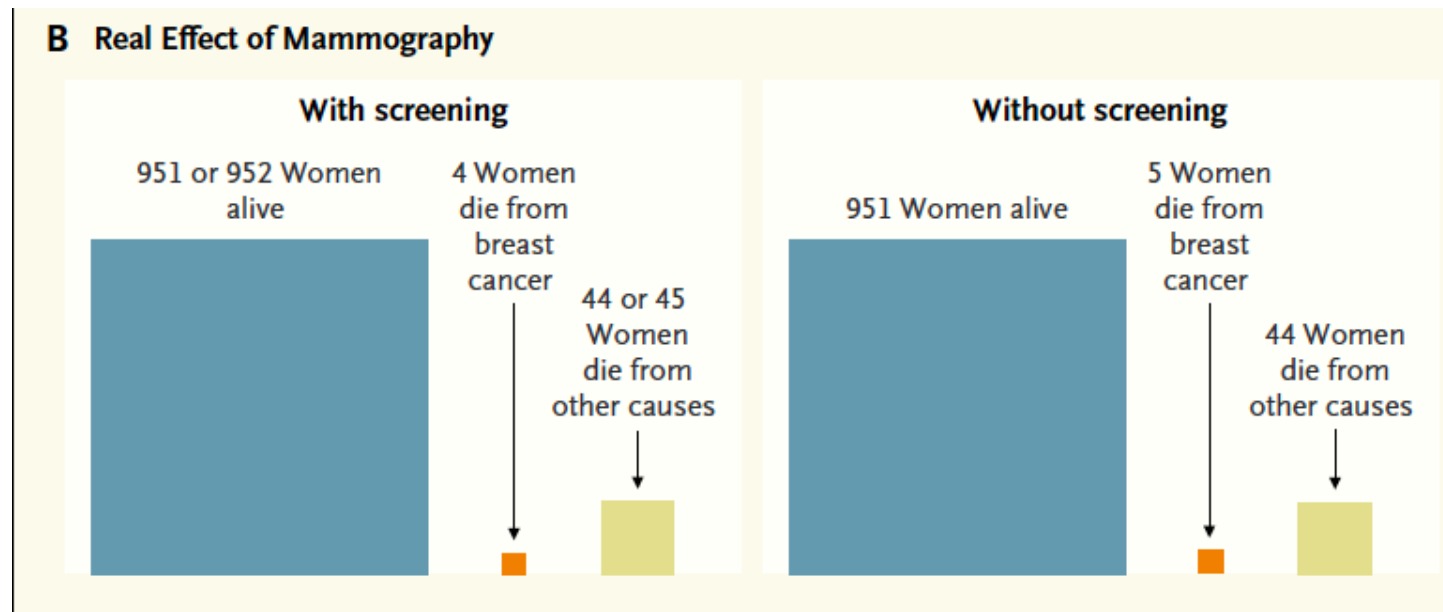 B Real Effect of Mammography
With screening
951 or 952 Women
alive
4 Women
die from
breast
cancer
44 or 45
Women
die from
other causes
Without screening
951 Women alive
5 Women
die from
breast
cancer
44 Women
die from
other causes